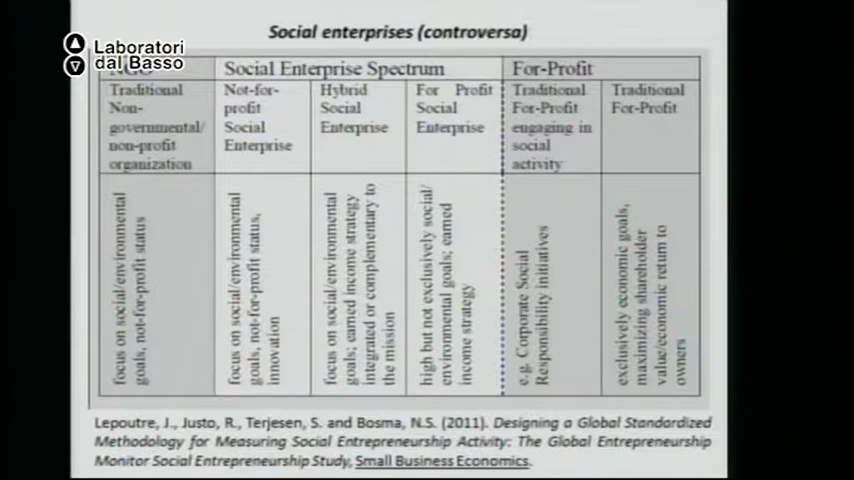 Social enterprises (controversa)
Laboratori
dal Basso
NGO
Social Enterprise Spectrum
For-Profit
Traditional
Non-
governmental/
non-profit
organization
Not-for-
profit
Social
Enterprise
Hybrid
Social
Enterprise
For Profit
Social
Enterprise
Traditional
For-Profit
engaging in
social
activity
Traditional
For-Profit
focus on social/environmental
goals, not-for-profit status
focus on social/environmental
goals, not-for-profit status,
innovation
focus on social/environmental
goals; earned income strategy
integrated or complementary to
the mission
high but not exclusively social/
environmental goals; earned
income strategy
e.g. Corporate Social
Responsibility initiatives
exclusively economic goals,
maximizing shareholder
value/economic return to
owners
Lepoutre, J., Justo, R., Terjesen, S. and Bosma, N.S. (2011). Designing a Global Standardized
Methodology for Measuring Social Entrepreneurship Activity: The Global Entrepreneurship
Monitor Social Entrepreneurship Study, Small Business Economics.